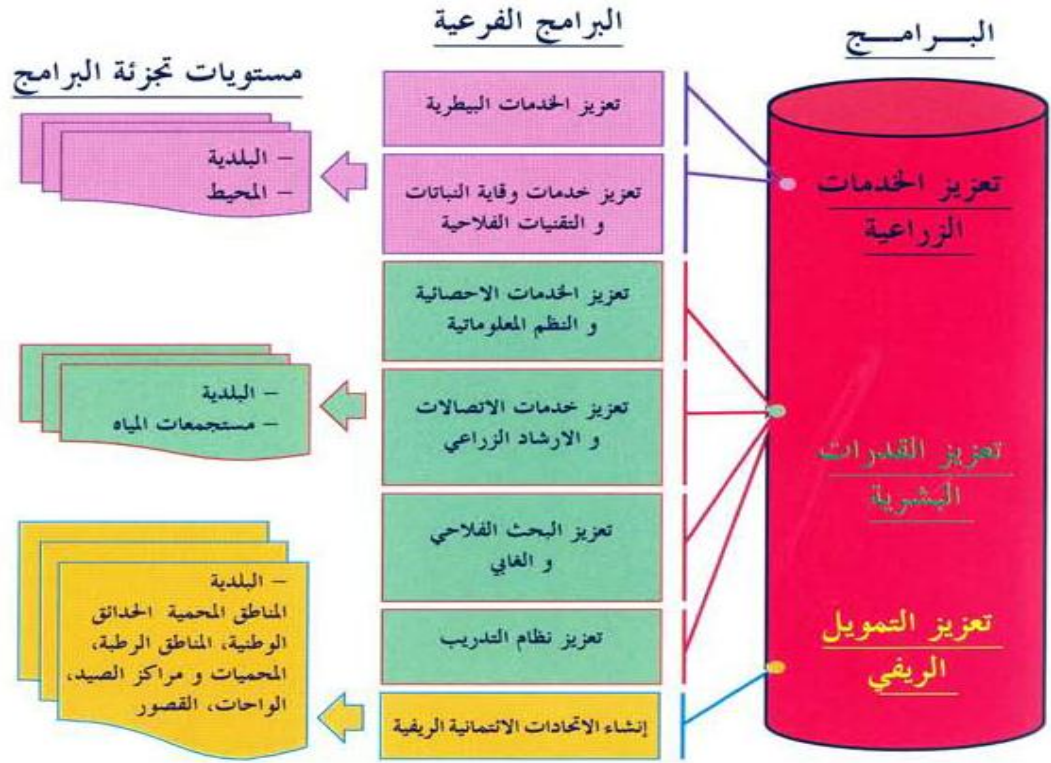 البرامج
تعزيز الخدمات
الزراعية
تعزيز القدرات
البشرية
تعزيز التمويل
الريفي
البرامج الفرعية
تعزيز الخدمات البيطرية
تعزيز خدمات وقاية النباتات
و التقنيات الفلاحية
تعزيز الخدمات الاحصائية
و النظم المعلوماتية
تعزيز خدمات الاتصالات
و الارشاد الزراعي
تعزيز البحث الفلاحي
و الغابي
تعزيز نظام التدريب
إنشاء الاتحادات الائتمانية الريفية
مستويات تجزئة البرامج
– البلدية
– المحيط
– البلدية
– مستجمعات المياه
– البلدية
المناطق المحمية الحدائق
الوطنية، المناطق الرطبة،
المحميات و مراكز الصيد،
الواحات، القصور